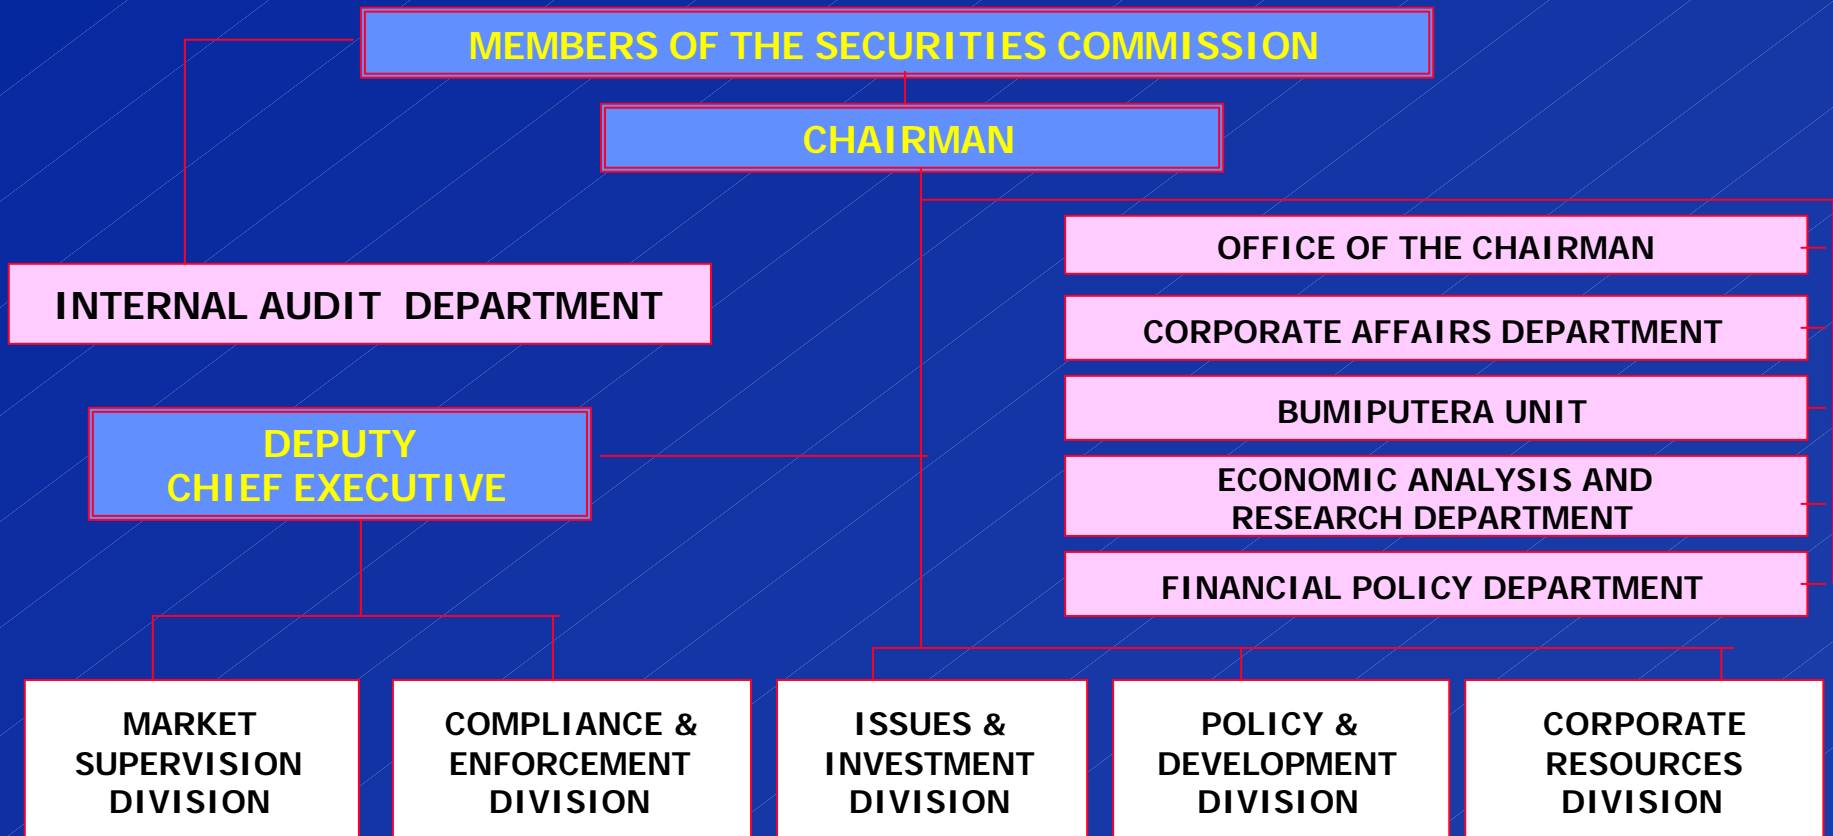 MEMBERS OF THE SECURITIES COMMISSION
CHAIRMAN
OFFICE OF THE CHAIRMAN
INTERNAL AUDIT DEPARTMENT
CORPORATE AFFAIRS DEPARTMENT
BUMIPUTERA UNIT
DEPUTY
CHIEF EXECUTIVE
ECONOMIC ANALYSIS AND
RESEARCH DEPARTMENT
FINANCIAL POLICY DEPARTMENT
MARKET
SUPERVISION
DIVISION
COMPLIANCE &
ENFORCEMENT
DIVISION
ISSUES &
INVESTMENT
DIVISION
POLICY &
DEVELOPMENT
DIVISION
CORPORATE
RESOURCES
DIVISION